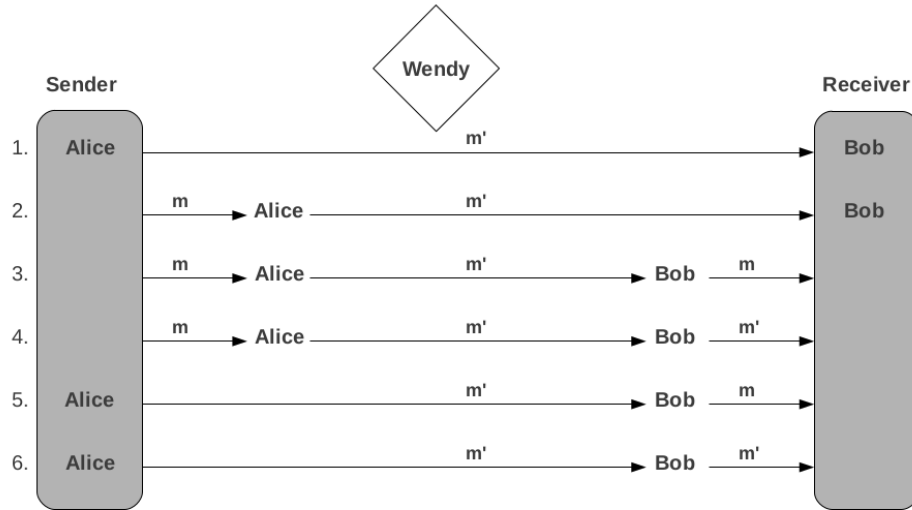 Wendy
Sender Receiver
1. Alice m' Bob
2. m Alice m' Bob
3. m Alice m' Bob m
4. m Alice m' Bob m'
5. Alice m' Bob m
6. Alice m' Bob m'